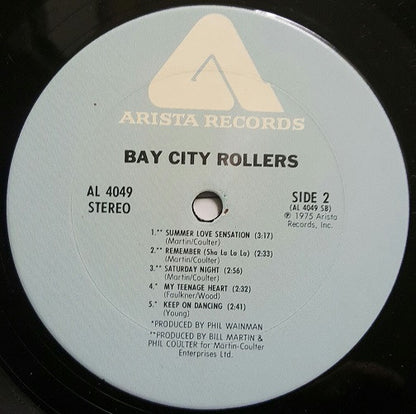 ARISTA RECORDS
BAY CITY ROLLERS
AL 4049
STEREO
SIDE 2
(AL 4049 SB)
℗ 1975 Arista
Records, Inc.
1.** SUMMER LOVE SENSATION (3:17)
(Martin/Coulter)
2.** REMEMBER (Sha La La La) (2:33)
(Martin/Coulter)
3.** SATURDAY NIGHT (2:56)
(Martin/Coulter)
4.* MY TEENAGE HEART (2:32)
(Faulkner/Wood)
5.* KEEP ON DANCING (2:41)
(Young)
*PRODUCED BY PHIL WAINMAN
**PRODUCED BY BILL MARTIN &
PHIL COULTER for Martin-Coulter
Enterprises Ltd.